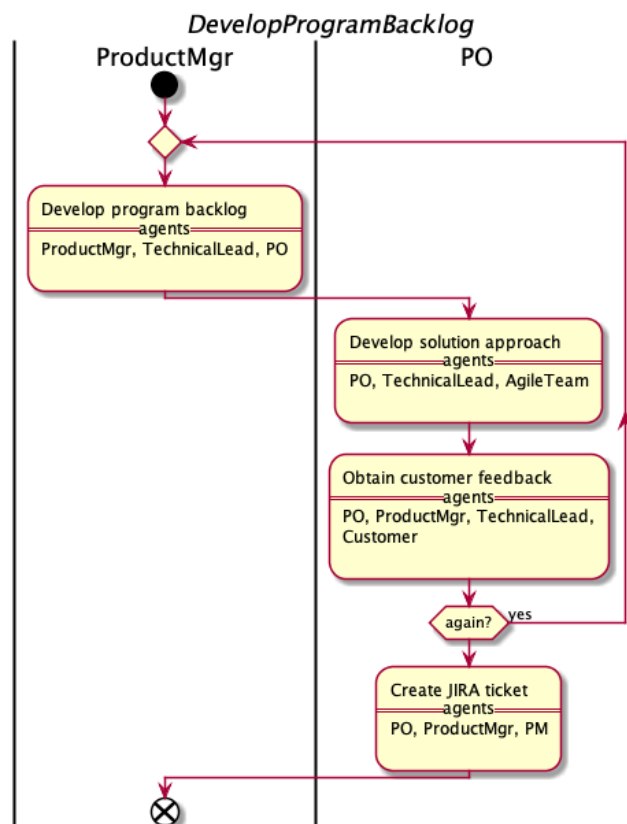 DevelopProgramBacklog
ProductMgr
PO
Develop program backlog
agents
ProductMgr, TechnicalLead, PO
Develop solution approach
agents
PO, TechnicalLead, AgileTeam
Obtain customer feedback
agents
PO, ProductMgr, TechnicalLead,
Customer
again?
yes
Create JIRA ticket
agents
PO, ProductMgr, PM